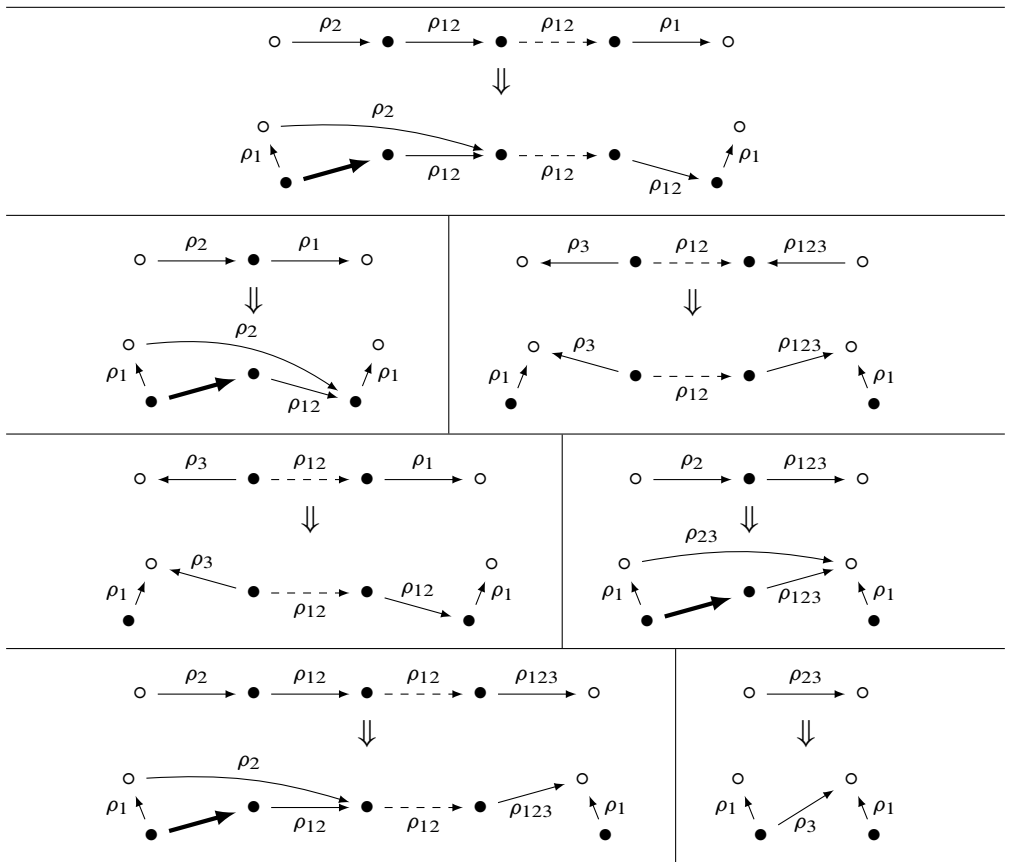 ρ₂ ρ₁₂ ρ₁₂ ρ₁
⇓
ρ₂
ρ₁ ρ₁₂ ρ₁₂ ρ₁₂ ρ₁
ρ₂ ρ₁
⇓
ρ₂
ρ₁ ρ₁₂ ρ₁
ρ₃ ρ₁₂ ρ₁₂₃
⇓
ρ₁ ρ₃ ρ₁₂ ρ₁₂₃ ρ₁
ρ₃ ρ₁₂ ρ₁
⇓
ρ₁ ρ₃ ρ₁₂ ρ₁₂ ρ₁
ρ₂ ρ₁₂₃
⇓
ρ₂₃
ρ₁ ρ₁₂₃ ρ₁
ρ₂ ρ₁₂ ρ₁₂ ρ₁₂₃
⇓
ρ₂
ρ₁ ρ₁₂ ρ₁₂ ρ₁₂₃ ρ₁
ρ₂₃
⇓
ρ₁ ρ₃ ρ₁